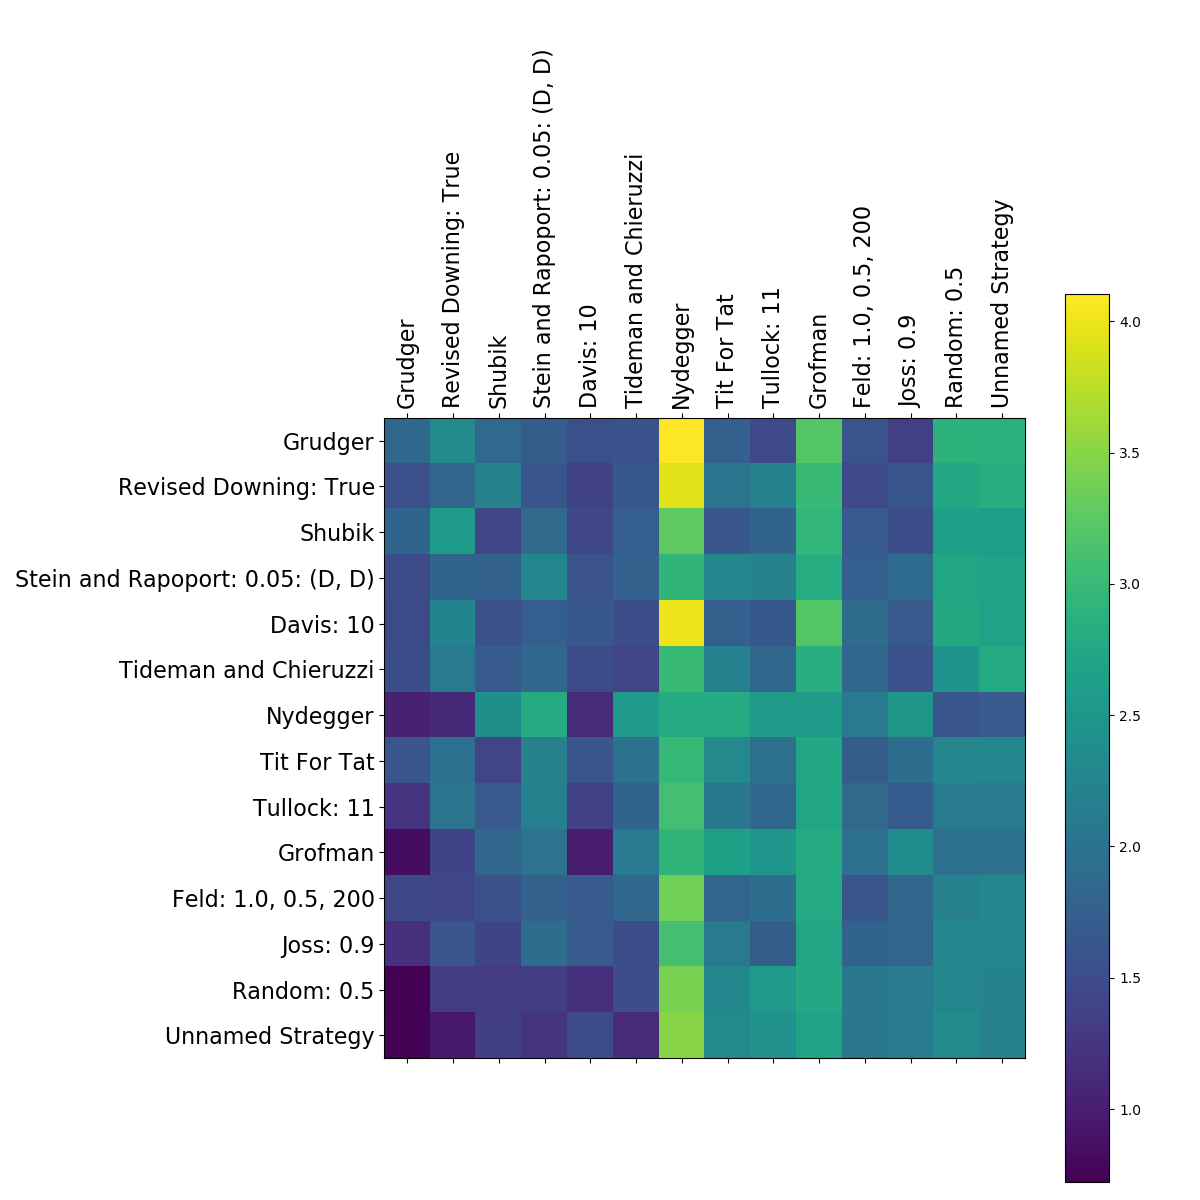 Grudger
Revised Downing: True
Shubik
Stein and Rapoport: 0.05: (D, D)
Davis: 10
Tideman and Chieruzzi
Nydegger
Tit For Tat
Tullock: 11
Grofman
Feld: 1.0, 0.5, 200
Joss: 0.9
Random: 0.5
Unnamed Strategy
Grudger
Revised Downing: True
Shubik
Stein and Rapoport: 0.05: (D, D)
Davis: 10
Tideman and Chieruzzi
Nydegger
Tit For Tat
Tullock: 11
Grofman
Feld: 1.0, 0.5, 200
Joss: 0.9
Random: 0.5
Unnamed Strategy
4.0
3.5
3.0
2.5
2.0
1.5
1.0